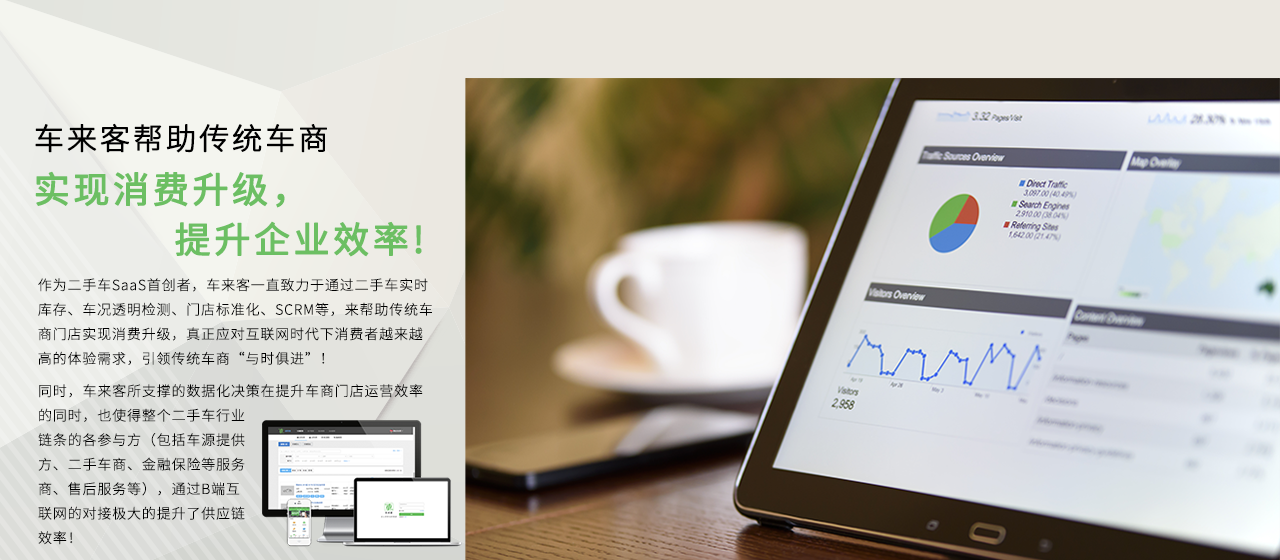 车来客帮助传统车商
实现消费升级，
提升企业效率!
作为二手车SaaS首创者，车来客一直致力于通过二手车实时
库存、车况透明检测、门店标准化、SCRM等，来帮助传统车
商门店实现消费升级，真正应对互联网时代下消费者越来越
高的体验需求，引领传统车商“与时俱进”！
同时，车来客所支撑的数据化决策在提升车商门店运营效率
的同时，也使得整个二手车行业
链条的各参与方（包括车源提供
方、二手车商、金融保险等服务
商、售后服务等），通过B端互
联网的对接极大的提升了供应链
效率！
3.32 Pages/Visit
Traffic Sources Overview
Map Overlay
Direct Traffic
3,097.00 (40.49%)
Search Engines
2,910.00 (38.04%)
Referring Sites
1,642.00 (21.47%)
Visitors Overview
Content Overview
Pages
Visitors
2,958